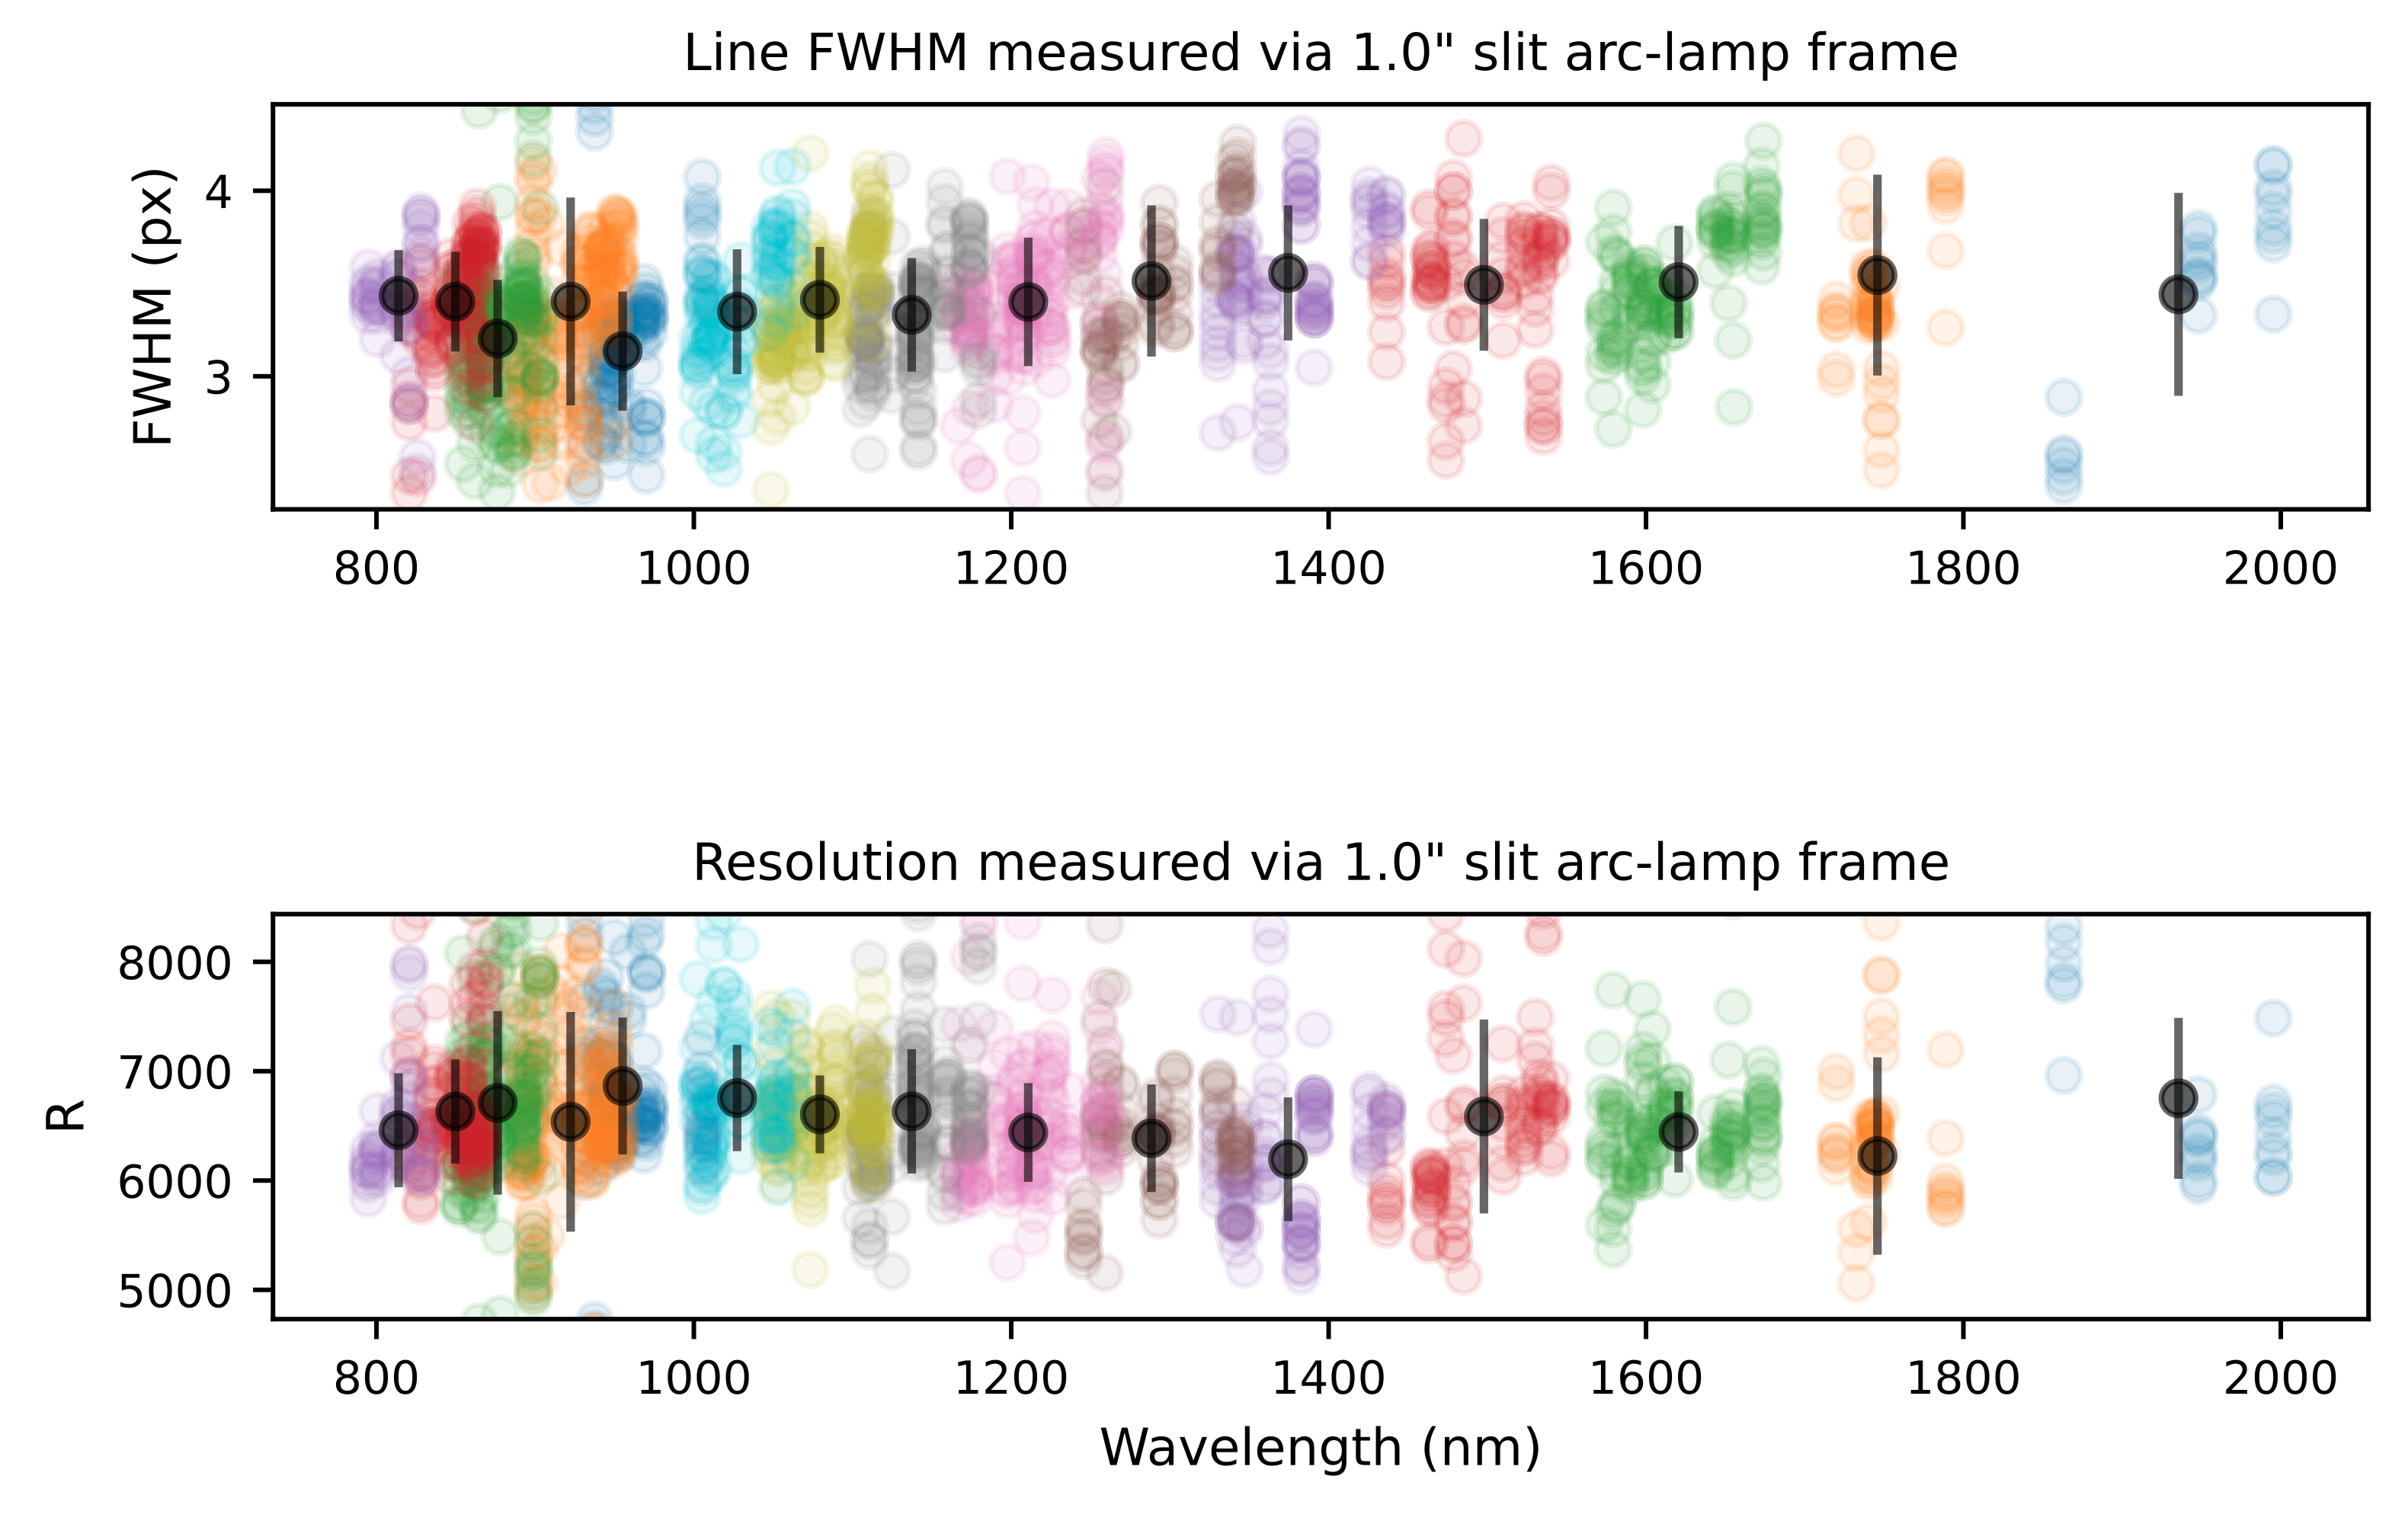 Line FWHM measured via 1.0" slit arc-lamp frame
FWHM (px)
4
3
800 1000 1200 1400 1600 1800 2000
Resolution measured via 1.0" slit arc-lamp frame
R
8000
7000
6000
5000
800 1000 1200 1400 1600 1800 2000
Wavelength (nm)